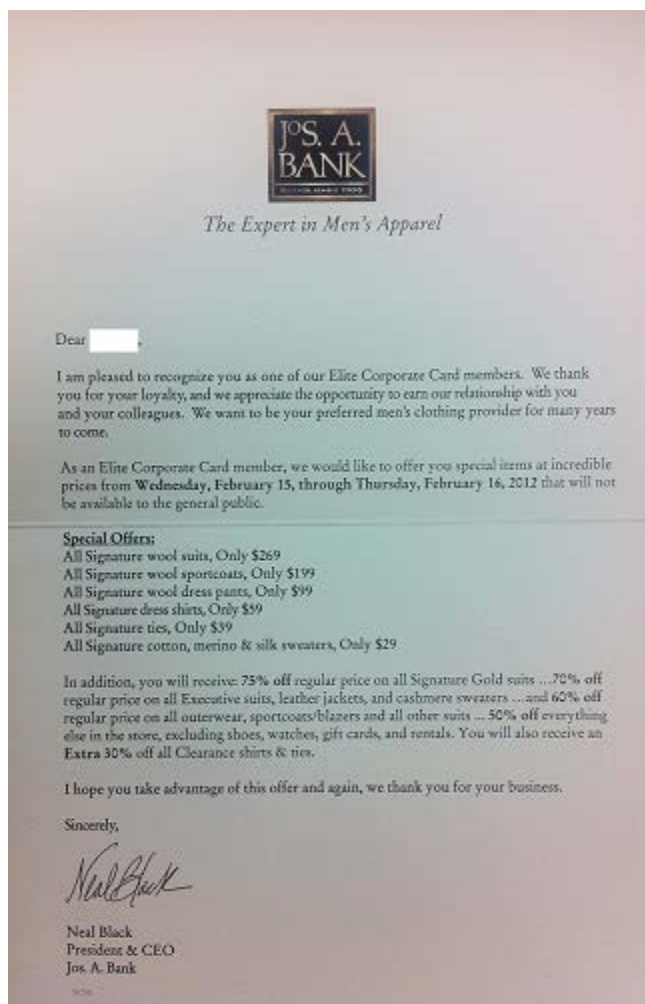 JOS. A.
BANK
The Expert in Men's Apparel
Dear ,
I am pleased to recognize you as one of our Elite Corporate Card members. We thank
you for your loyalty, and we appreciate the opportunity to earn our relationship with you
and your colleagues. We want to be your preferred men's clothing provider for many years
to come.
As an Elite Corporate Card member, we would like to offer you special items at incredible
prices from Wednesday, February 15, through Thursday, February 16, 2012 that will not
be available to the general public.
Special Offers:
All Signature wool suits, Only $269
All Signature wool sportcoats, Only $199
All Signature wool dress pants, Only $99
All Signature dress shirts, Only $59
All Signature ties, Only $39
All Signature cotton, merino & silk sweaters, Only $29
In addition, you will receive: 75% off regular price on all Signature Gold suits ...70% off
regular price on all Executive suits, leather jackets, and cashmere sweaters ...and 60% off
regular price on all outerwear, sportcoats/blazers and all other suits ... 50% off everything
else in the store, excluding shoes, watches, gift cards, and rentals. You will also receive an
Extra 30% off all Clearance shirts & ties.
I hope you take advantage of this offer and again, we thank you for your business.
Sincerely,
Neal Black
Neal Black
President & CEO
Jos. A. Bank